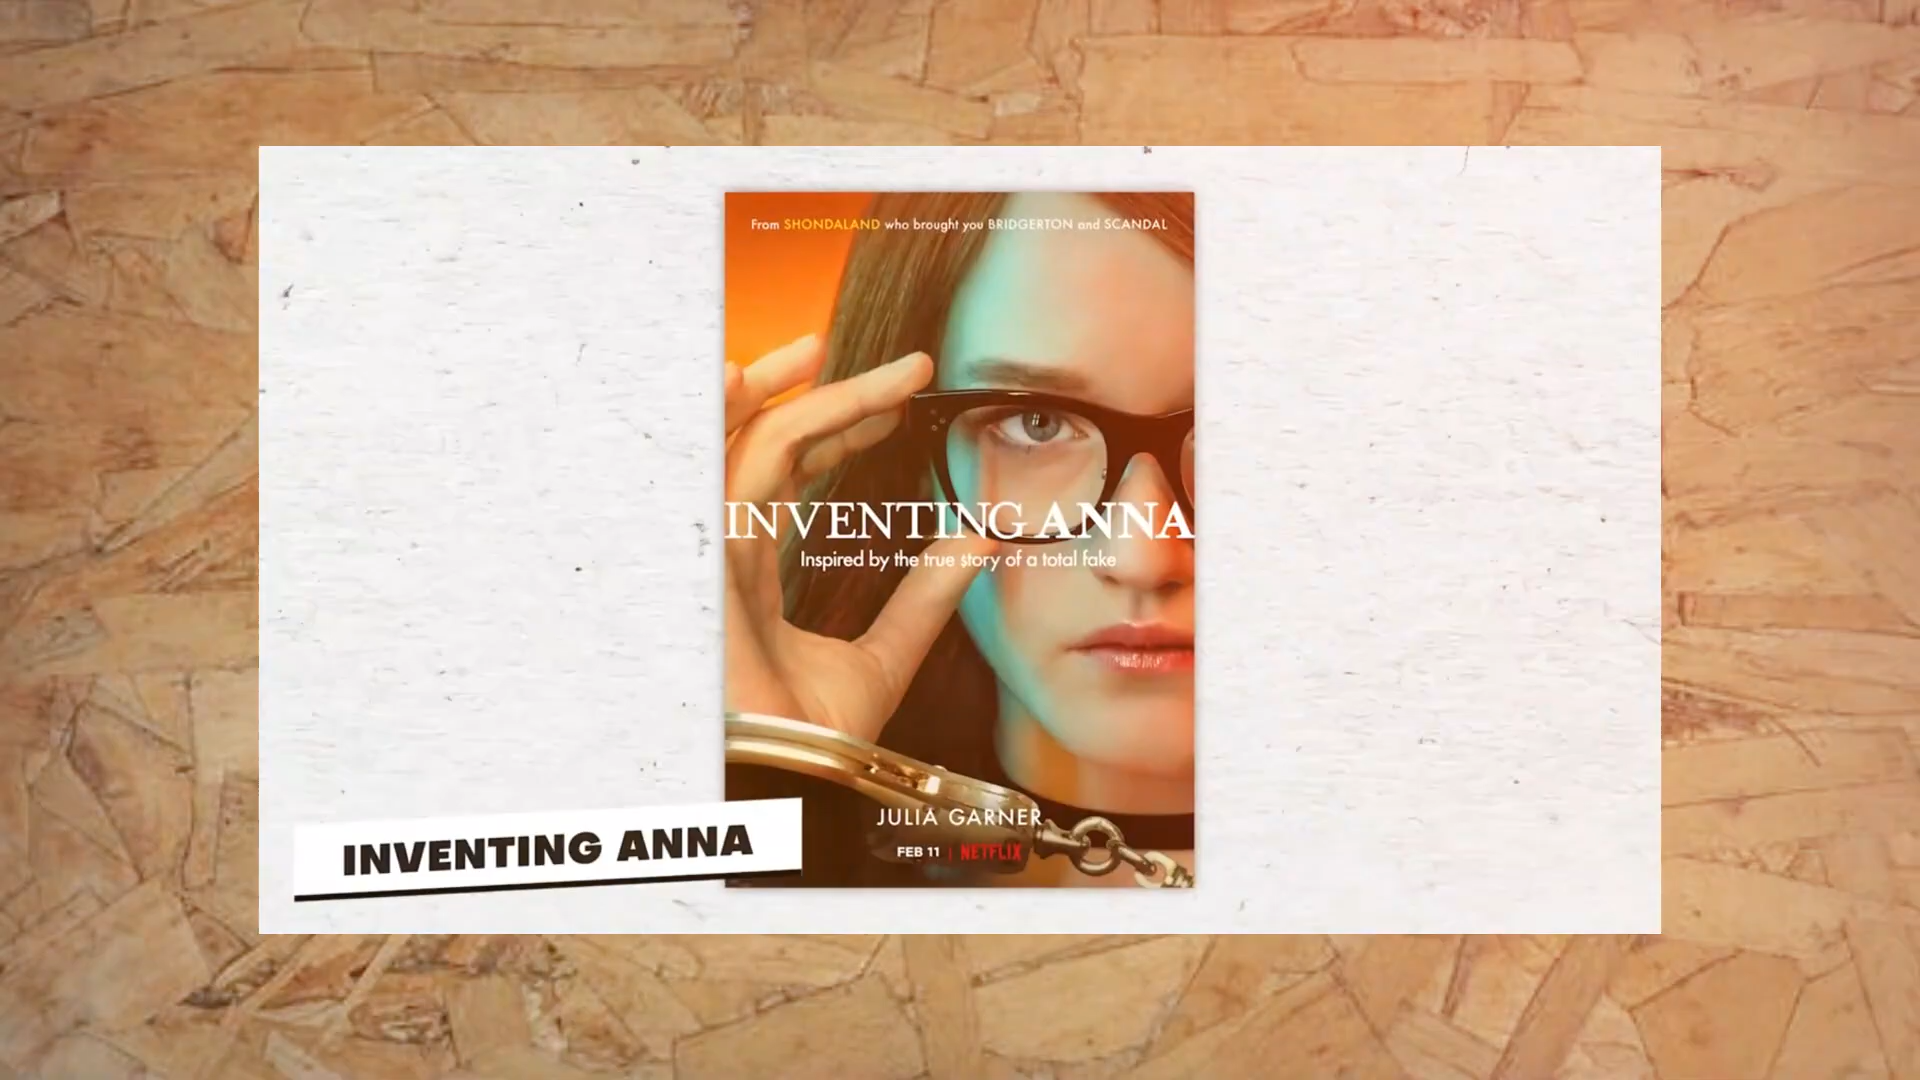 From SHONDALAND who brought you BRIDGERTON and SCANDAL
INVENTING ANNA
Inspired by the true story of a total fake
JULIA GARNER
FEB 11 | NETFLIX
INVENTING ANNA